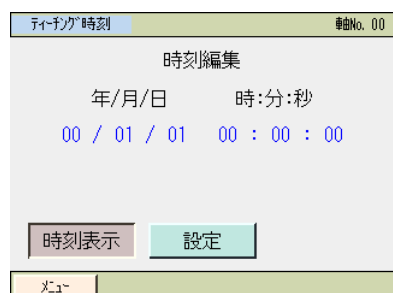 ﾃｨｰﾁﾝｸﾞ時刻 軸No. 00
時刻編集
年/月/日 時:分:秒
00 / 01 / 01 00 : 00 : 00
時刻表示 設定
ﾒﾆｭｰ